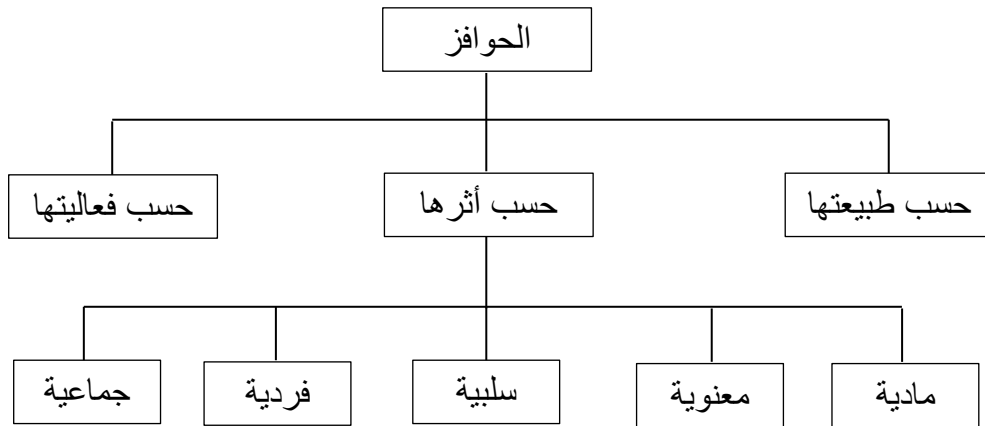 الحوافز
حسب طبيعتها
حسب أثرها
حسب فعاليتها
مادية
معنوية
سلبية
فردية
جماعية